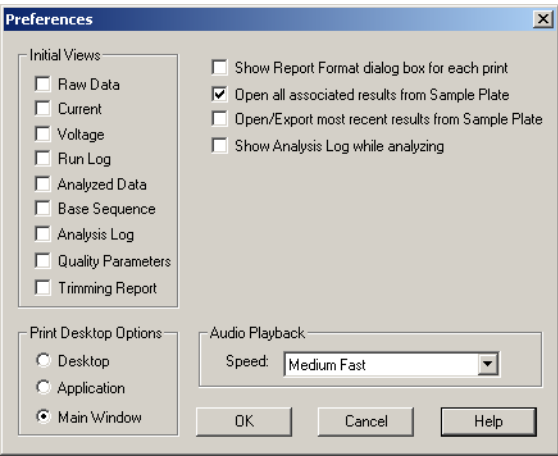 Preferences
Initial Views
Raw Data
Current
Voltage
Run Log
Analyzed Data
Base Sequence
Analysis Log
Quality Parameters
Trimming Report
Show Report Format dialog box for each print
Open all associated results from Sample Plate
Open/Export most recent results from Sample Plate
Show Analysis Log while analyzing
Print Desktop Options
Desktop
Application
Main Window
Audio Playback
Speed: Medium Fast
OK Cancel Help